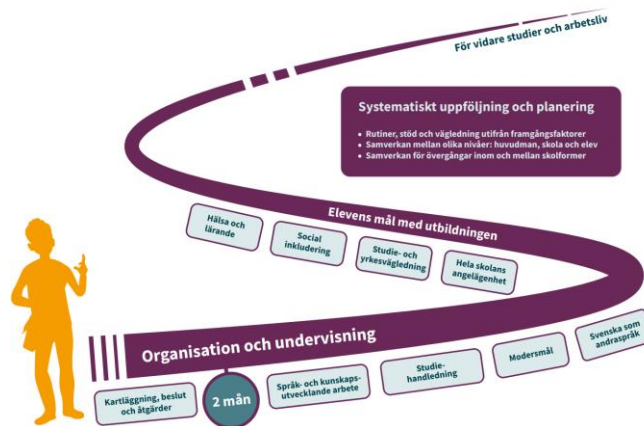 För vidare studier och arbetsliv
Systematiskt uppföljning och planering
• Rutiner, stöd och vägledning utifrån framgångsfaktorer
• Samverkan mellan olika nivåer: huvudman, skola och elev
• Samverkan för övergångar inom och mellan skolformer
Elevens mål med utbildningen
Hälsa och
lärande
Social
inkludering
Studie- och
yrkesvägledning
Hela skolans
angelägenhet
Organisation och undervisning
Kartläggning, beslut
och åtgärder
2 mån
Språk- och kunskaps-
utvecklande arbete
Studie-
handledning
Modersmål
Svenska som
andraspråk